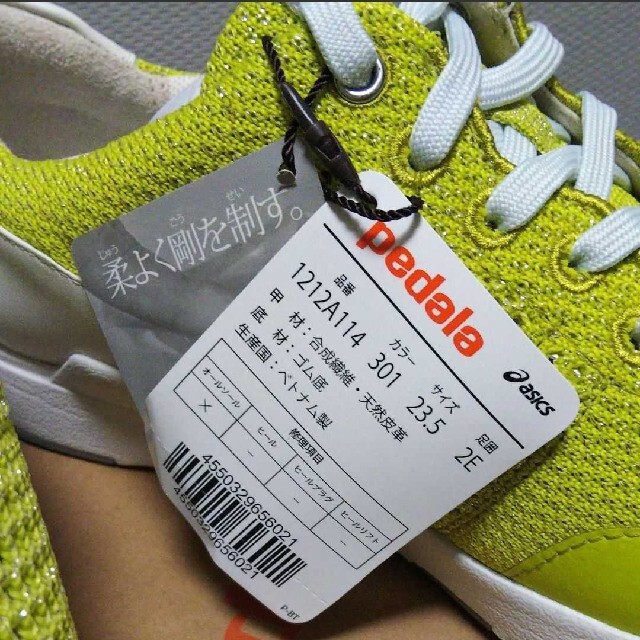 柔よく剛を制す。
じゅう ごう せい
pedala
asics
品番 カラー サイズ 足囲
1212A114 301 23.5 2E
甲 材：合成繊維・天然皮革
底 材：ゴム底
生産国：ベトナム製
修理項目
オールソール ヒール ヒールプラグ ヒールリフト
× － － －
4550329656021
4550329656021
P-BT